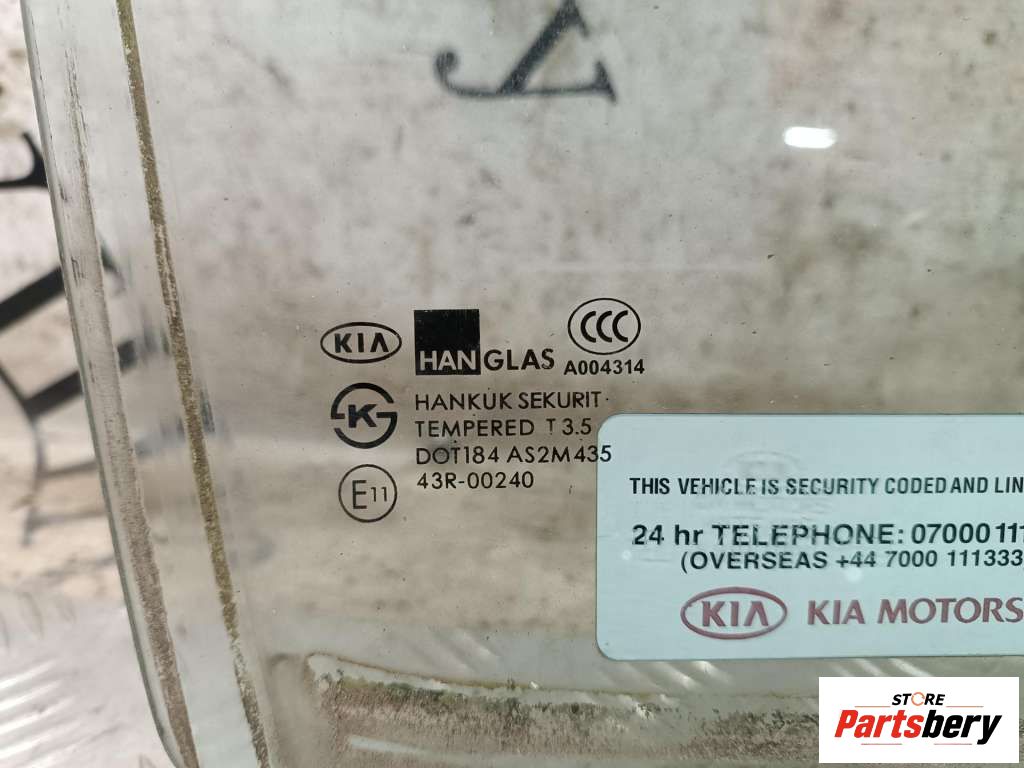 KIA HANGLAS CCC
A004314
K HANKUK SEKURIT
TEMPERED T 3.5
DOT184 AS2M435
E11 43R-00240
THIS VEHICLE IS SECURITY CODED AND LIN
24 hr TELEPHONE: 07000 11
(OVERSEAS +44 7000 111333
KIA KIA MOTORS
STORE
Partsbery